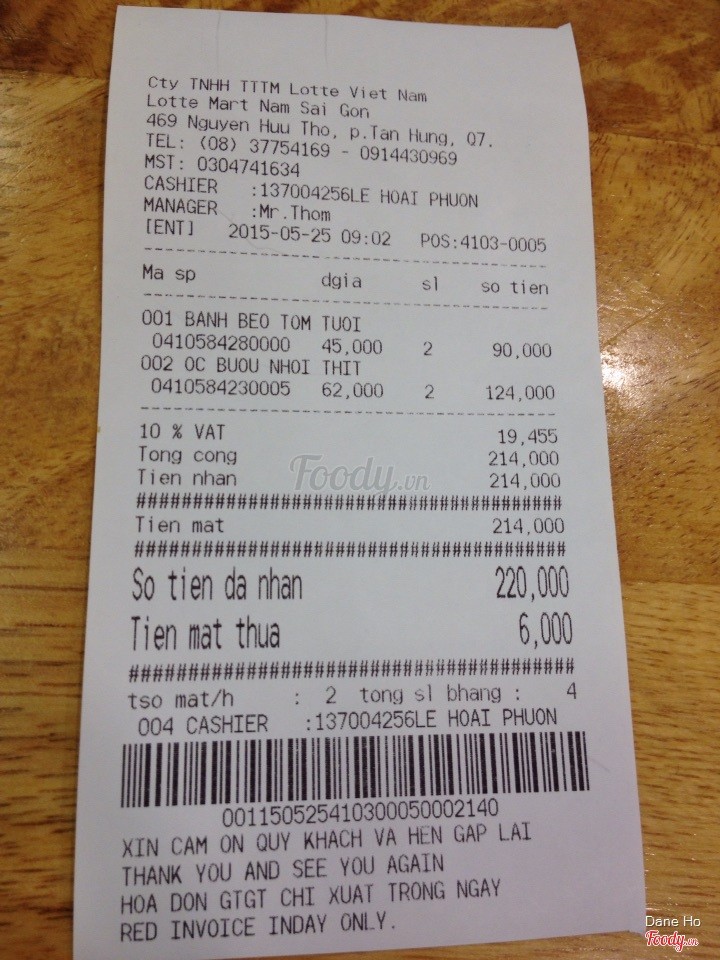 Cty TNHH TTTM Lotte Viet Nam
Lotte Mart Nam Sai Gon
469 Nguyen Huu Tho, p.Tan Hung, Q7.
TEL: (08) 37754169 - 0914430969
MST: 0304741634
CASHIER :137004256LE HOAI PHUON
MANAGER :Mr.Thom
[ENT] 2015-05-25 09:02 POS:4103-0005
Ma sp dgia sl so tien
001 BANH BEO TOM TUOI
0410584280000 45,000 2 90,000
002 OC BUOU NHOI THIT
0410584230005 62,000 2 124,000
10 % VAT 19,455
Tong cong 214,000
Tien nhan 214,000
#######################################
Tien mat 214,000
#######################################
So tien da nhan 220,000
Tien mat thua 6,000
#######################################
tso mat/h : 2 tong sl bhang : 4
004 CASHIER :137004256LE HOAI PHUON
001150525410300050002140
XIN CAM ON QUY KHACH VA HEN GAP LAI
THANK YOU AND SEE YOU AGAIN
HOA DON GTGT CHI XUAT TRONG NGAY
RED INVOICE INDAY ONLY.
Foody.vn
Dane Ho
Foody.vn